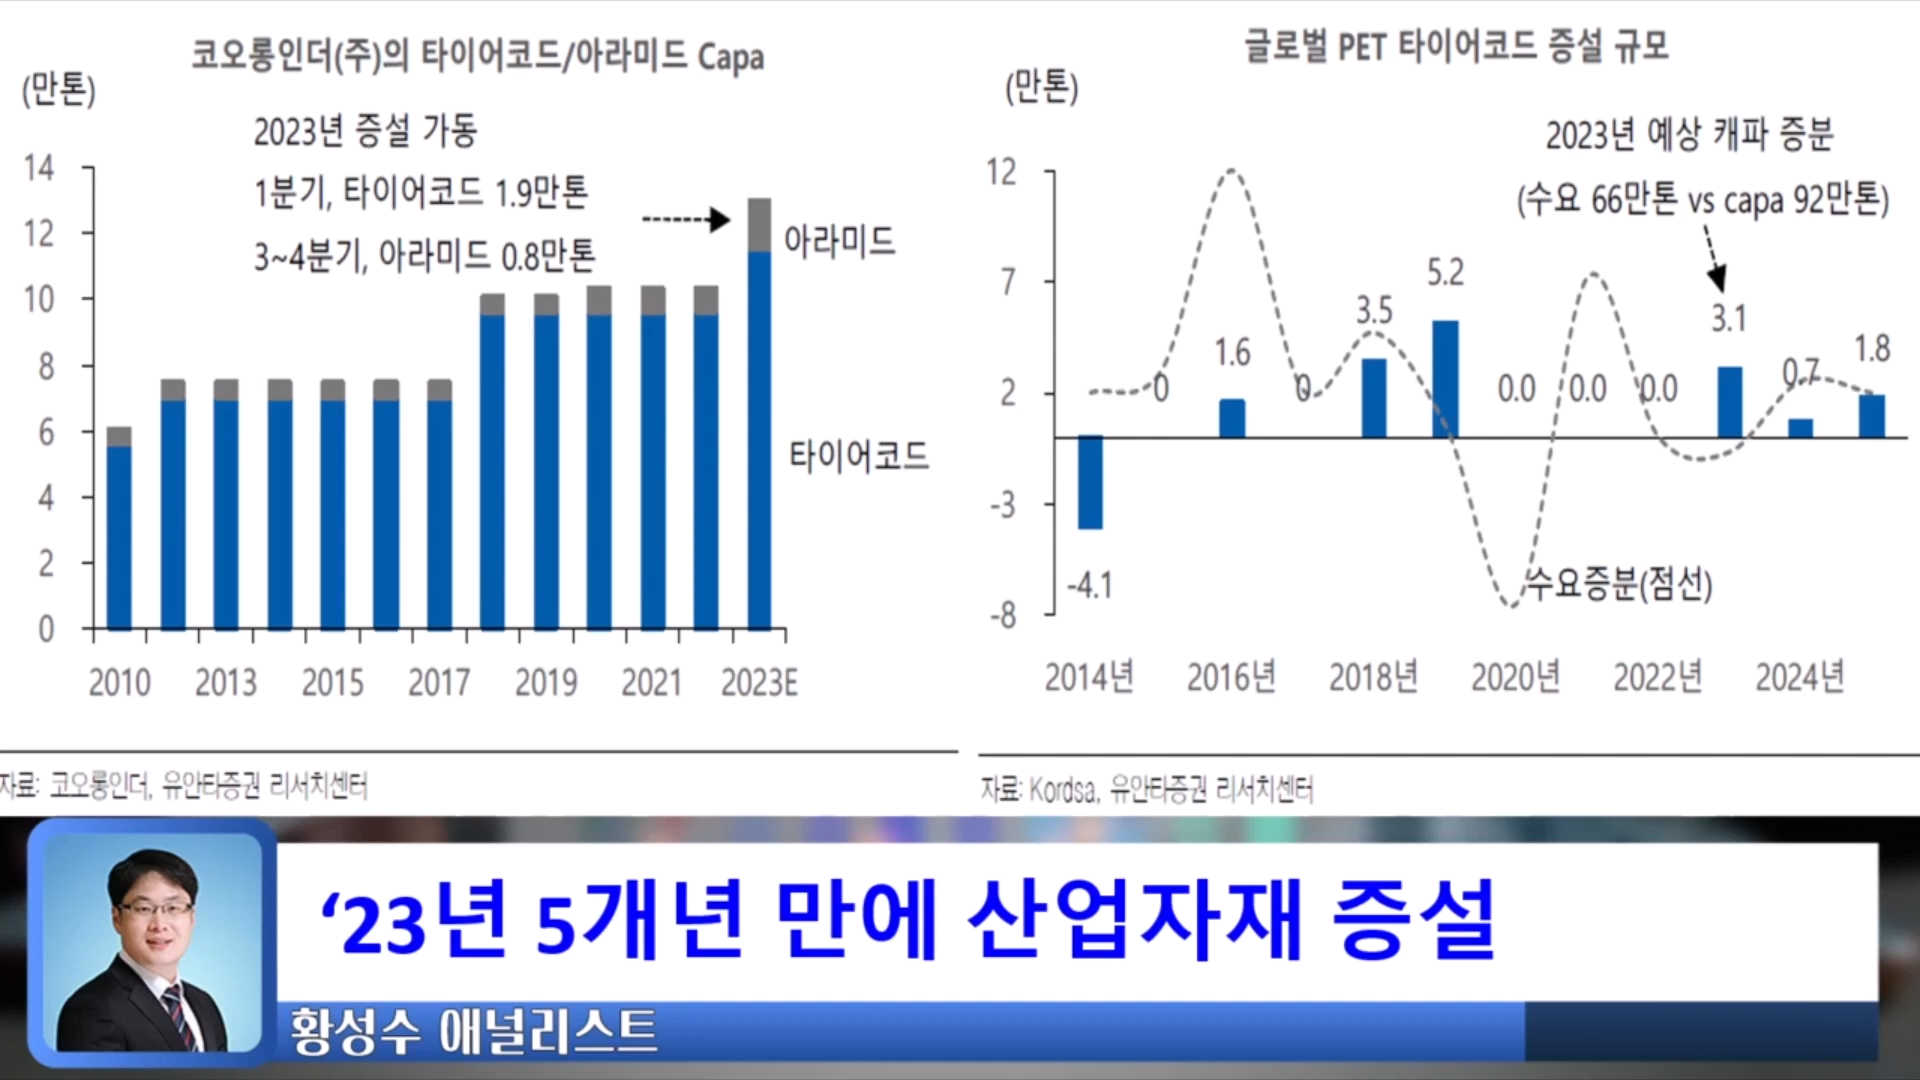 코오롱인더(주)의 타이어코드/아라미드 Capa
(만톤)
2023년 증설 가동
1분기, 타이어코드 1.9만톤
3~4분기, 아라미드 0.8만톤
14
12
10
8
6
4
2
0
아라미드
타이어코드
2010 2013 2015 2017 2019 2021 2023E
자료: 코오롱인더, 유안타증권 리서치센터
글로벌 PET 타이어코드 증설 규모
(만톤)
2023년 예상 캐파 증분
(수요 66만톤 vs capa 92만톤)
12
7
2
-3
-8
-4.1
0
1.6
0
3.5
5.2
0.0
0.0
0.0
3.1
0.7
1.8
수요증분(점선)
2014년 2016년 2018년 2020년 2022년 2024년
자료: Kordsa, 유안타증권 리서치센터
‘23년 5개년 만에 산업자재 증설
황성수 애널리스트